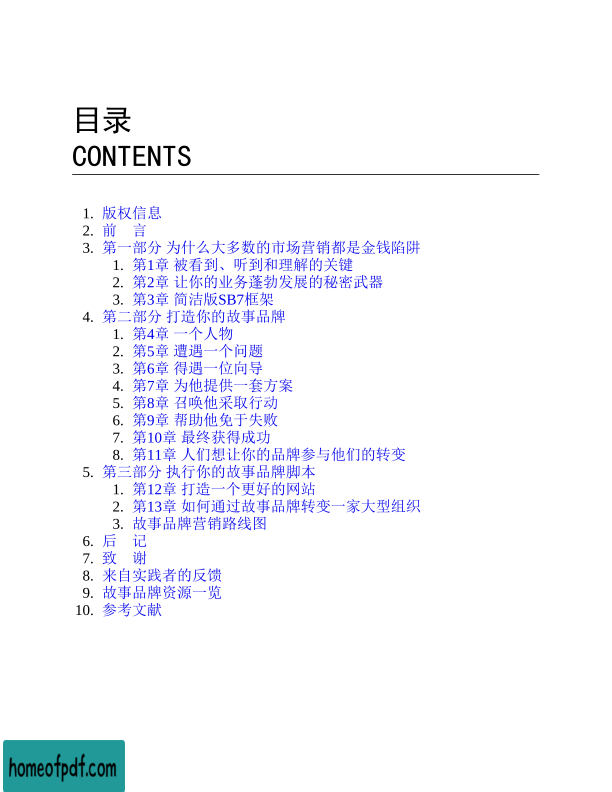 目录
CONTENTS
1. 版权信息
2. 前　言
3. 第一部分 为什么大多数的市场营销都是金钱陷阱
1. 第1章 被看到、听到和理解的关键
2. 第2章 让你的业务蓬勃发展的秘密武器
3. 第3章 简洁版SB7框架
4. 第二部分 打造你的故事品牌
1. 第4章 一个人物
2. 第5章 遭遇一个问题
3. 第6章 得遇一位向导
4. 第7章 为他提供一套方案
5. 第8章 召唤他采取行动
6. 第9章 帮助他免于失败
7. 第10章 最终获得成功
8. 第11章 人们想让你的品牌参与他们的转变
5. 第三部分 执行你的故事品牌脚本
1. 第12章 打造一个更好的网站
2. 第13章 如何通过故事品牌转变一家大型组织
3. 故事品牌营销路线图
6. 后　记
7. 致　谢
8. 来自实践者的反馈
9. 故事品牌资源一览
10. 参考文献
homeofpdf.com